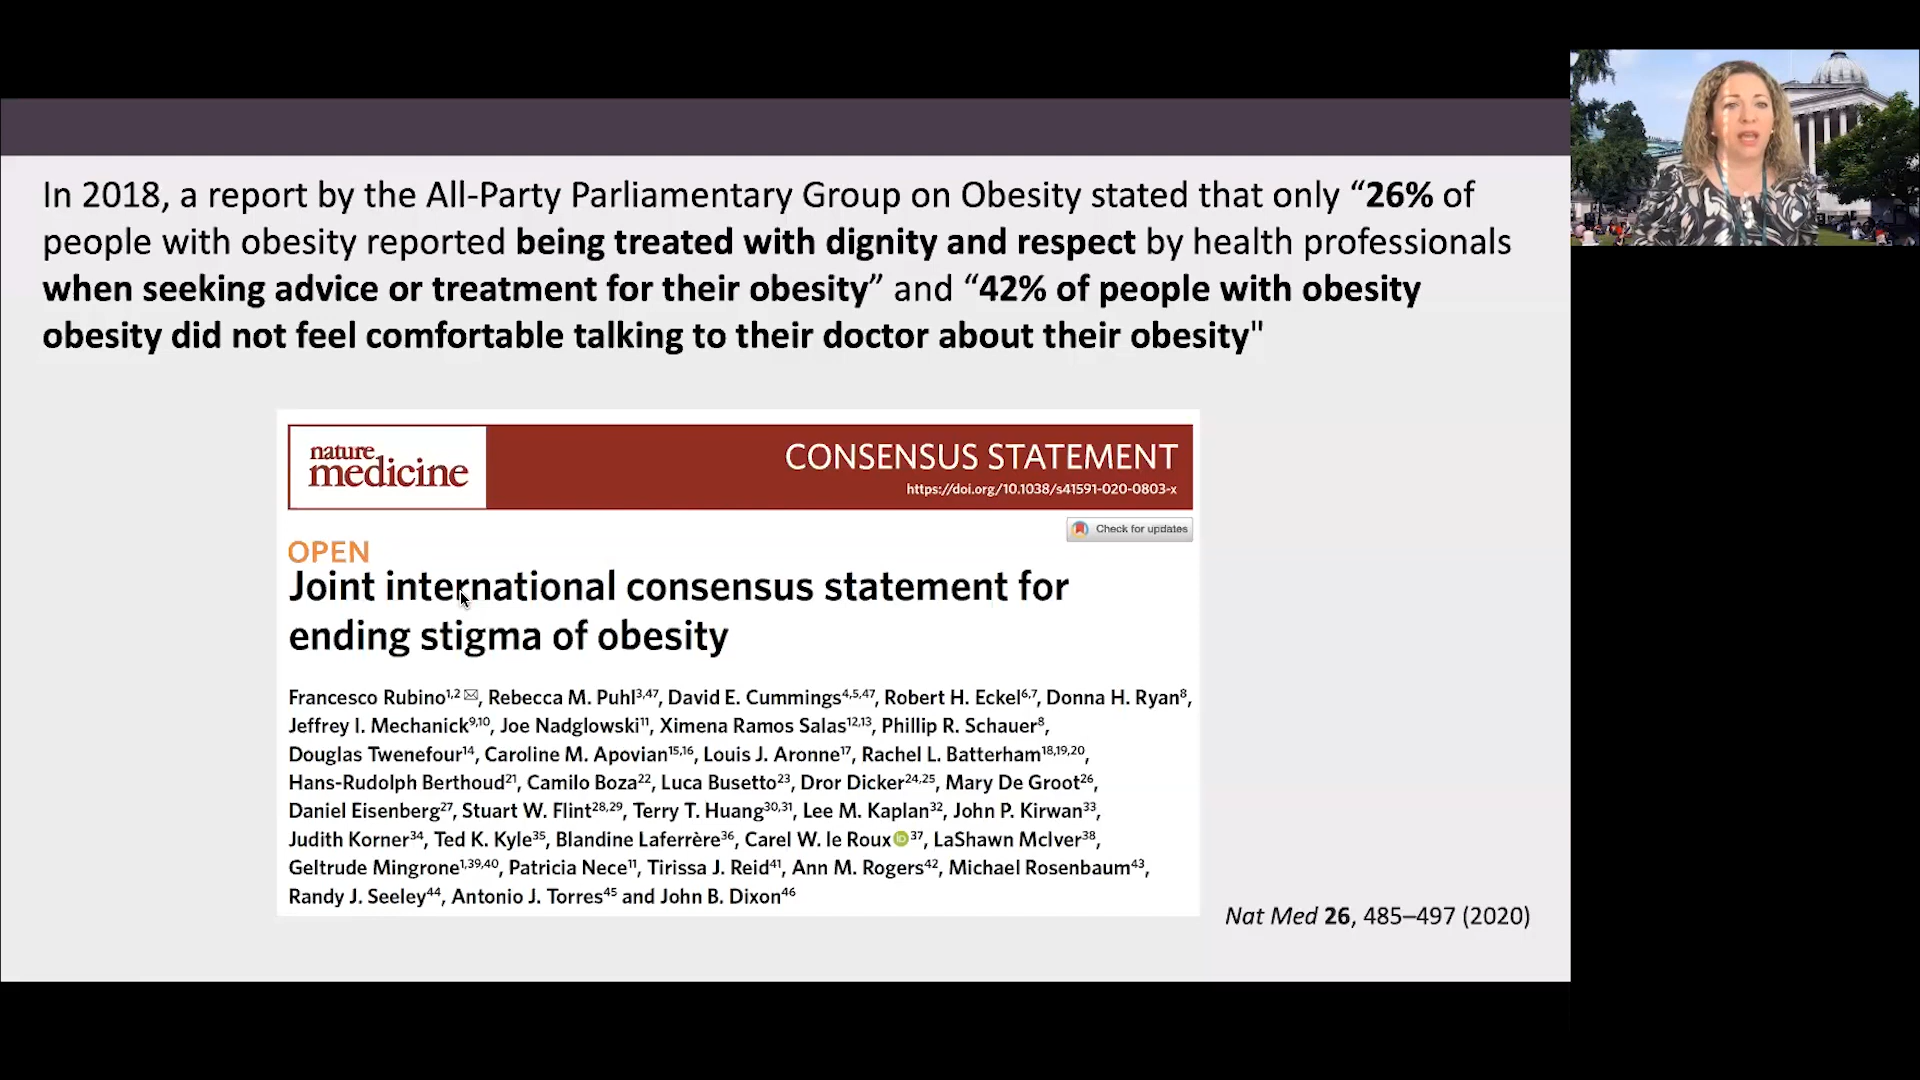 In 2018, a report by the All-Party Parliamentary Group on Obesity stated that only “26% of
people with obesity reported being treated with dignity and respect by health professionals
when seeking advice or treatment for their obesity” and “42% of people with obesity
obesity did not feel comfortable talking to their doctor about their obesity"
nature
medicine
CONSENSUS STATEMENT
https://doi.org/10.1038/s41591-020-0803-x
Check for updates
OPEN
Joint international consensus statement for
ending stigma of obesity
Francesco Rubino1,2 ✉, Rebecca M. Puhl3,47, David E. Cummings4,5,47, Robert H. Eckel6,7, Donna H. Ryan8,
Jeffrey I. Mechanick9,10, Joe Nadglowski11, Ximena Ramos Salas12,13, Phillip R. Schauer8,
Douglas Twenefour14, Caroline M. Apovian15,16, Louis J. Aronne17, Rachel L. Batterham18,19,20,
Hans-Rudolph Berthoud21, Camilo Boza22, Luca Busetto23, Dror Dicker24,25, Mary De Groot26,
Daniel Eisenberg27, Stuart W. Flint28,29, Terry T. Huang30,31, Lee M. Kaplan32, John P. Kirwan33,
Judith Korner34, Ted K. Kyle35, Blandine Laferrère36, Carel W. le Roux iD 37, LaShawn McIver38,
Geltrude Mingrone1,39,40, Patricia Nece11, Tirissa J. Reid41, Ann M. Rogers42, Michael Rosenbaum43,
Randy J. Seeley44, Antonio J. Torres45 and John B. Dixon46
Nat Med 26, 485–497 (2020)